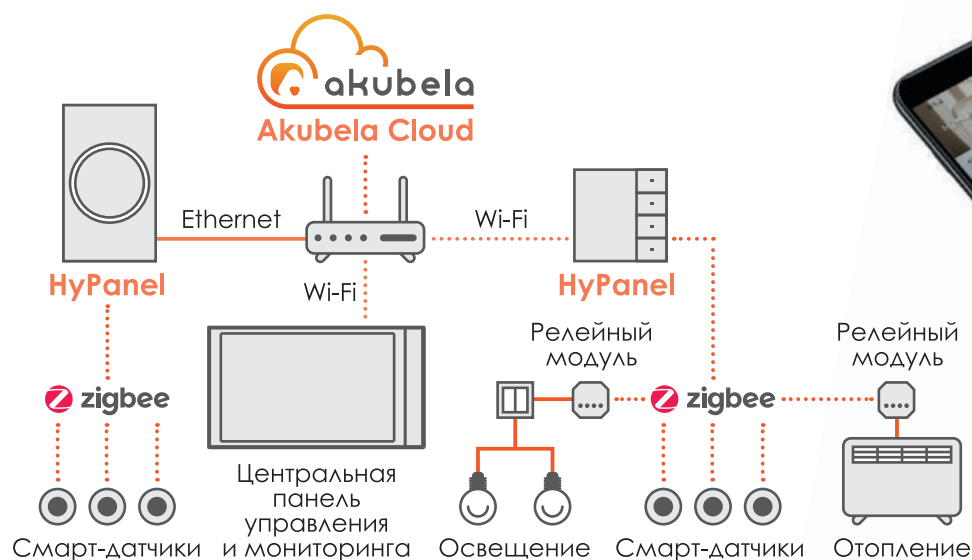 akubela
Akubela Cloud
Ethernet
Wi-Fi
HyPanel
Wi-Fi
HyPanel
Релейный
модуль
Релейный
модуль
zigbee
zigbee
Центральная
панель
управления
и мониторинга
Смарт-датчики
Освещение
Смарт-датчики
Отопление